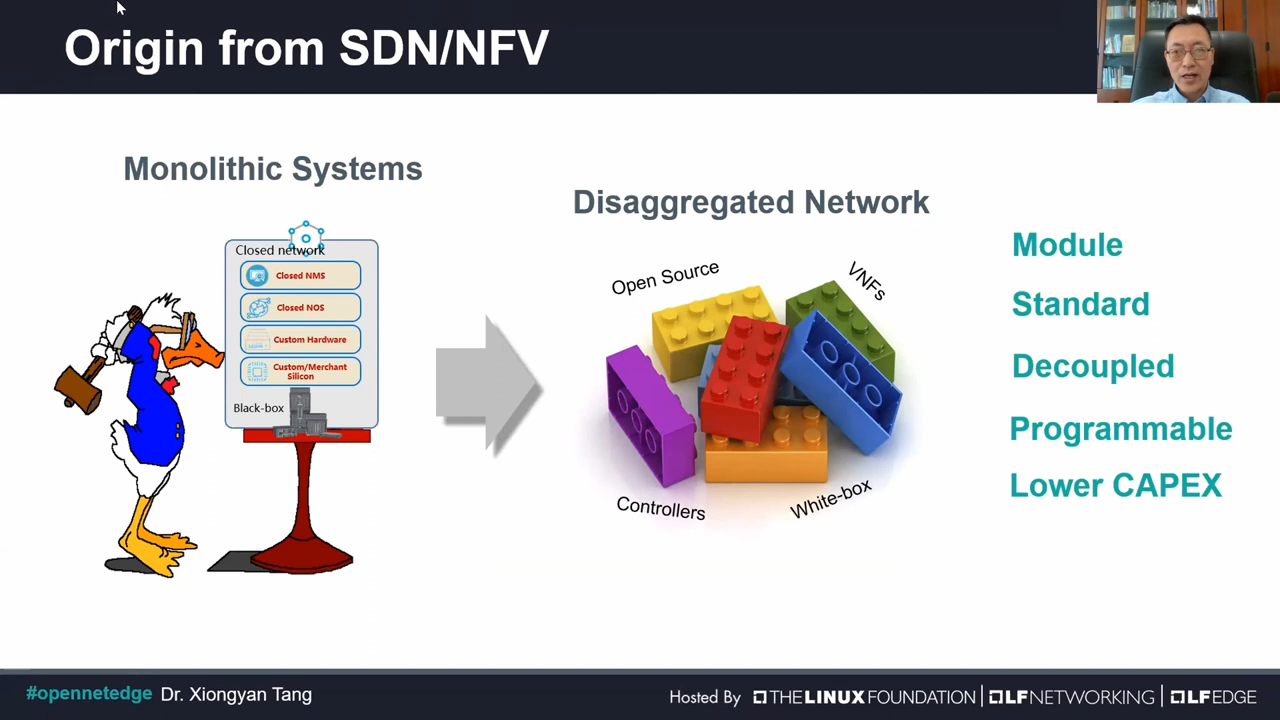 Origin from SDN/NFV
Monolithic Systems
Closed network
Closed NMS
Closed NOS
Custom Hardware
Custom/Merchant
Silicon
Black-box
Disaggregated Network
Open Source
VNFs
Controllers
White-box
Module
Standard
Decoupled
Programmable
Lower CAPEX
#opennetedge Dr. Xiongyan Tang
Hosted By THE LINUX FOUNDATION | LF NETWORKING | LF EDGE